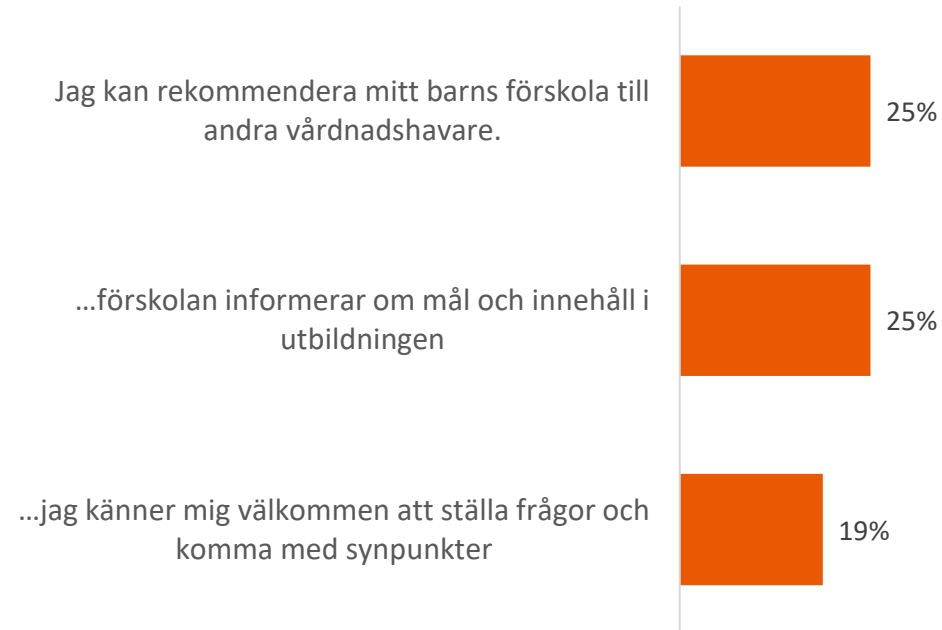 Jag kan rekommendera mitt barns förskola till
andra vårdnadshavare.
25%
...förskolan informerar om mål och innehåll i
utbildningen
25%
...jag känner mig välkommen att ställa frågor och
komma med synpunkter
19%